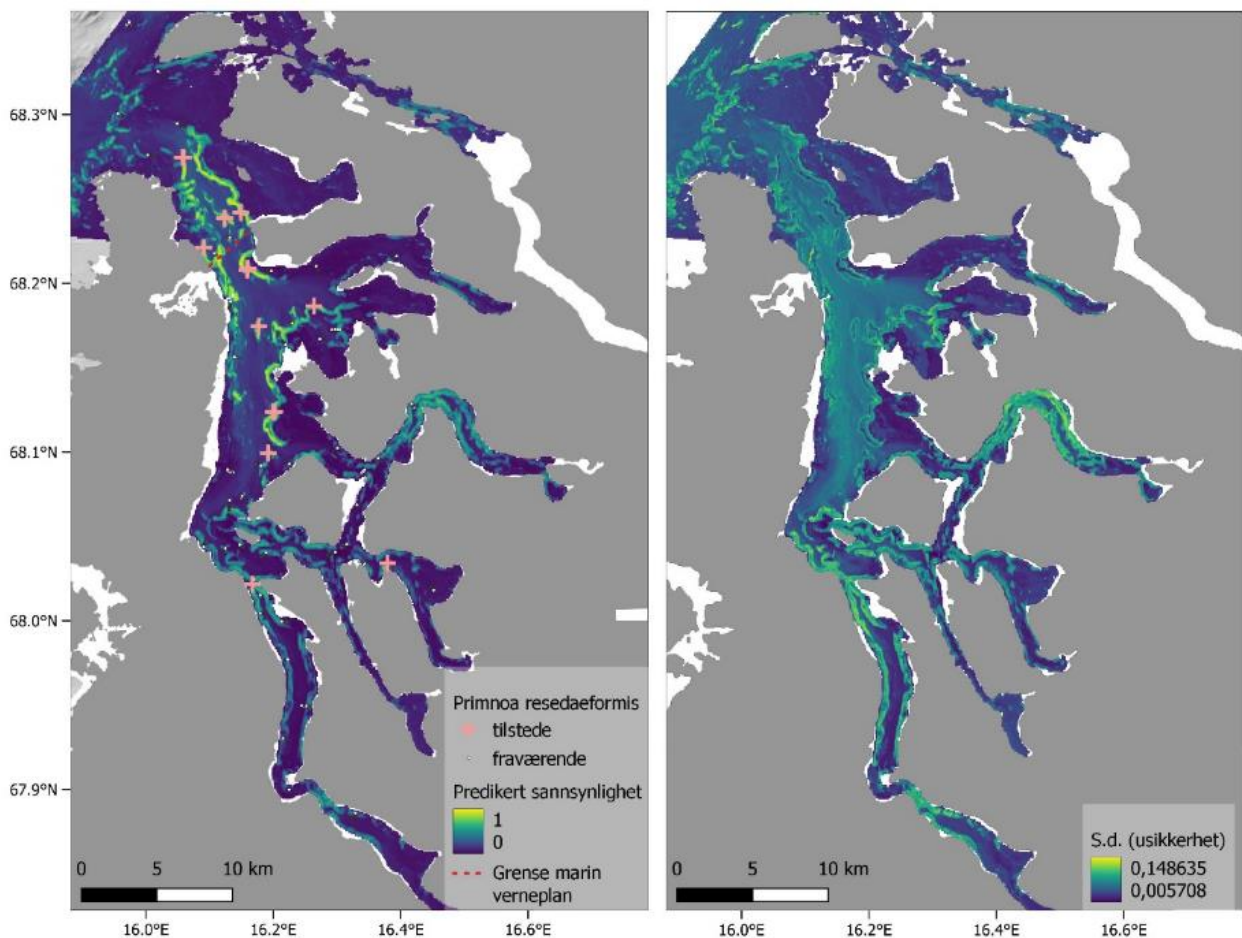 68.3°N
68.2°N
68.1°N
68.0°N
67.9°N
Primnoa resedaeformis
tilstede
fraværende
Predikert sannsynlighet
1
0
Grense marin
verneplan
0 5 10 km
16.0°E 16.2°E 16.4°E 16.6°E
S.d. (usikkerhet)
0,148635
0,005708
0 5 10 km
16.0°E 16.2°E 16.4°E 16.6°E